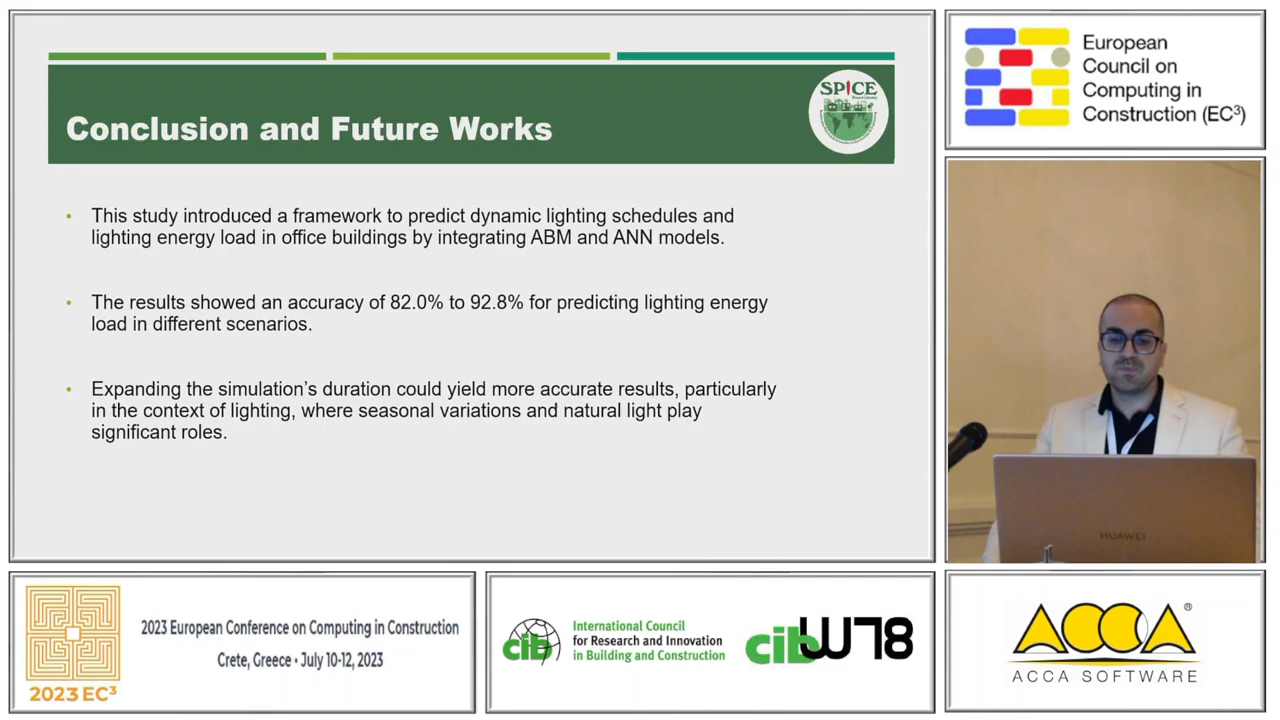 Conclusion and Future Works
SPICE
• This study introduced a framework to predict dynamic lighting schedules and
lighting energy load in office buildings by integrating ABM and ANN models.
• The results showed an accuracy of 82.0% to 92.8% for predicting lighting energy
load in different scenarios.
• Expanding the simulation’s duration could yield more accurate results, particularly
in the context of lighting, where seasonal variations and natural light play
significant roles.
European
Council on
Computing in
Construction (EC³)
HUAWEI
2023 European Conference on Computing in Construction
Crete, Greece • July 10-12, 2023
2023 EC³
cib
International Council
for Research and Innovation
in Building and Construction
cib W78
ACCA®
ACCA SOFTWARE